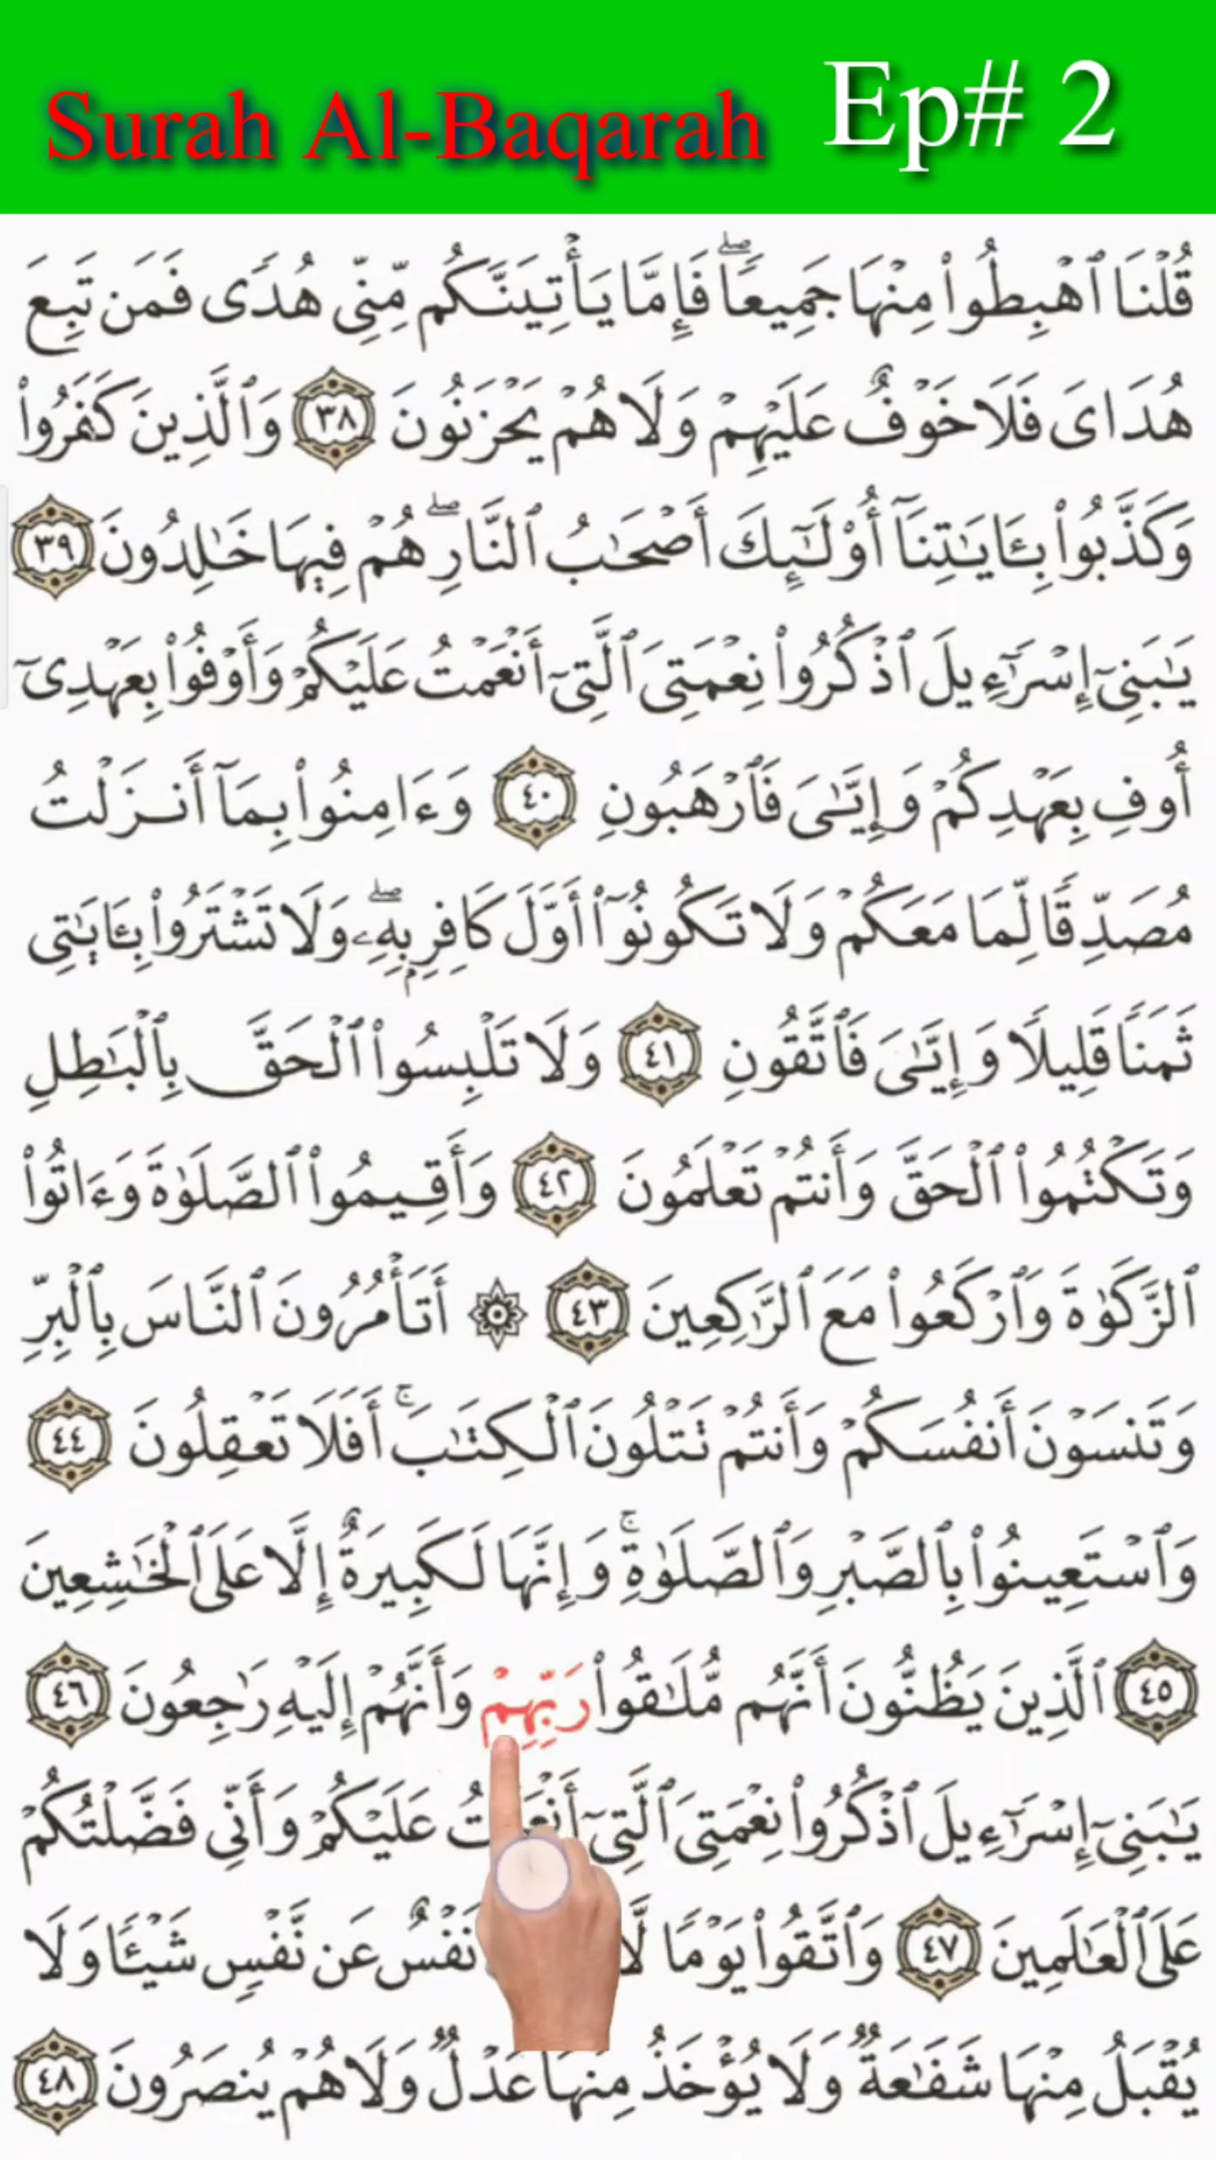 Surah Al-Baqarah Ep# 2
قُلْنَا ٱهْبِطُوا۟ مِنْهَا جَمِيعًۭا ۖ فَإِمَّا يَأْتِيَنَّكُم مِّنِّى هُدًۭى فَمَن تَبِعَ
هُدَاىَ فَلَا خَوْفٌ عَلَيْهِمْ وَلَا هُمْ يَحْزَنُونَ ٣٨ وَٱلَّذِينَ كَفَرُوا۟
وَكَذَّبُوا۟ بِـَٔايَـٰتِنَآ أُو۟لَـٰٓئِكَ أَصْحَـٰبُ ٱلنَّارِ ۖ هُمْ فِيهَا خَـٰلِدُونَ ٣٩
يَـٰبَنِىٓ إِسْرَٰٓءِيلَ ٱذْكُرُوا۟ نِعْمَتِىَ ٱلَّتِىٓ أَنْعَمْتُ عَلَيْكُمْ وَأَوْفُوا۟ بِعَهْدِىٓ
أُوفِ بِعَهْدِكُمْ وَإِيَّـٰىَ فَٱرْهَبُونِ ٤٠ وَءَامِنُوا۟ بِمَآ أَنزَلْتُ
مُصَدِّقًۭا لِّمَا مَعَكُمْ وَلَا تَكُونُوٓا۟ أَوَّلَ كَافِرٍۭ بِهِۦ ۖ وَلَا تَشْتَرُوا۟ بِـَٔايَـٰتِى
ثَمَنًۭا قَلِيلًۭا وَإِيَّـٰىَ فَٱتَّقُونِ ٤١ وَلَا تَلْبِسُوا۟ ٱلْحَقَّ بِٱلْبَـٰطِلِ
وَتَكْتُمُوا۟ ٱلْحَقَّ وَأَنتُمْ تَعْلَمُونَ ٤٢ وَأَقِيمُوا۟ ٱلصَّلَوٰةَ وَءَاتُوا۟
ٱلزَّكَوٰةَ وَٱرْكَعُوا۟ مَعَ ٱلرَّٰكِعِينَ ٤٣ ۞ أَتَأْمُرُونَ ٱلنَّاسَ بِٱلْبِرِّ
وَتَنسَوْنَ أَنفُسَكُمْ وَأَنتُمْ تَتْلُونَ ٱلْكِتَـٰبَ ۚ أَفَلَا تَعْقِلُونَ ٤٤
وَٱسْتَعِينُوا۟ بِٱلصَّبْرِ وَٱلصَّلَوٰةِ ۚ وَإِنَّهَا لَكَبِيرَةٌ إِلَّا عَلَى ٱلْخَـٰشِعِينَ
٤٥ ٱلَّذِينَ يَظُنُّونَ أَنَّهُم مُّلَـٰقُوا۟ رَبِّهِمْ وَأَنَّهُمْ إِلَيْهِ رَٰجِعُونَ ٤٦
يَـٰبَنِىٓ إِسْرَٰٓءِيلَ ٱذْكُرُوا۟ نِعْمَتِىَ ٱلَّتِىٓ عَلَيْكُمْ وَأَنِّى فَضَّلْتُكُمْ
عَلَى ٱلْعَـٰلَمِينَ ٤٧ وَٱتَّقُوا۟ يَوْمًۭا لَّا نَفْسٌ عَن نَّفْسٍۢ شَيْـًۭٔا وَلَا
يُقْبَلُ مِنْهَا شَفَـٰعَةٌۭ وَلَا يُؤْخَذُ مِنْهَا عَدْلٌۭ وَلَا هُمْ يُنصَرُونَ ٤٨